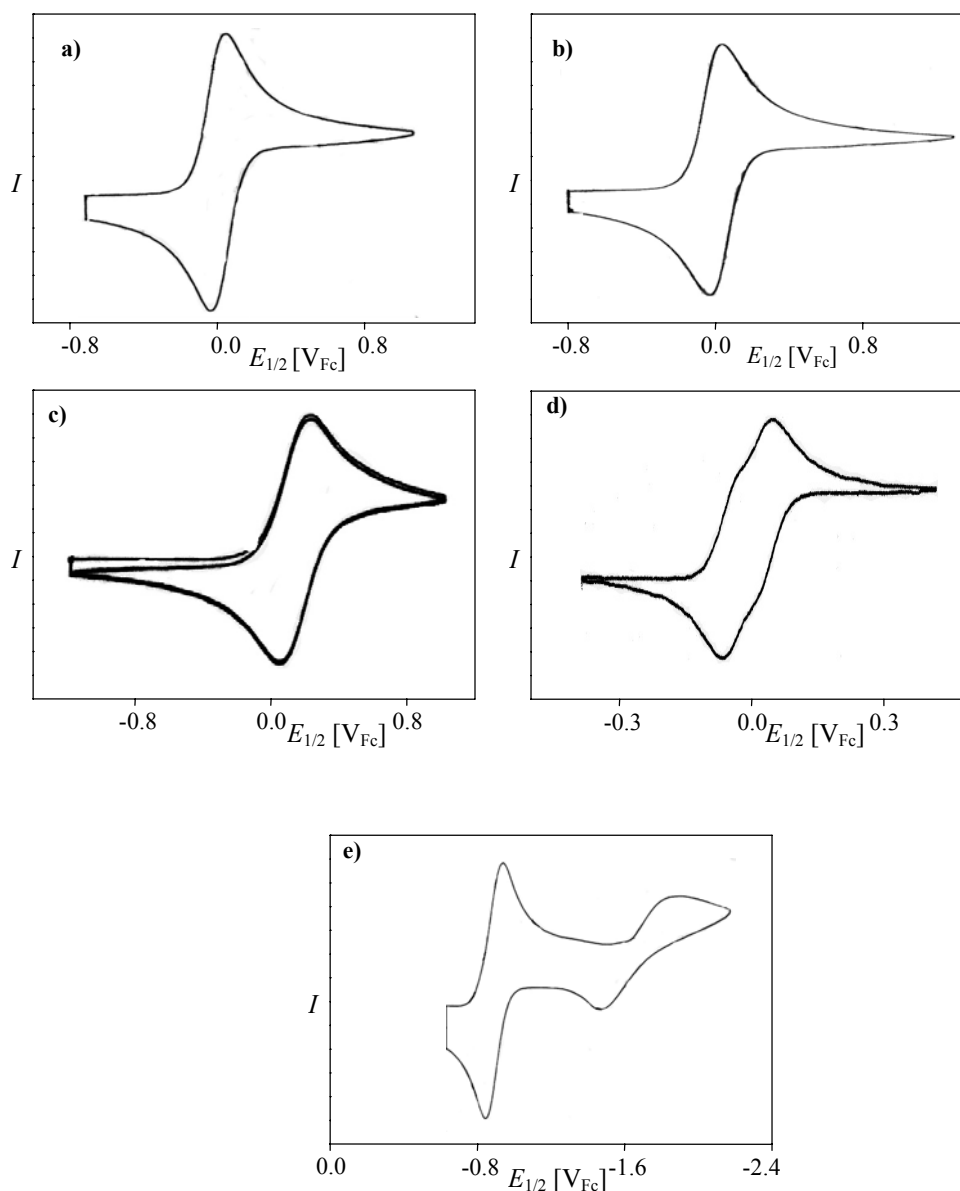 a)
I
-0.8 0.0 0.8
E1/2 [VFc]
b)
I
-0.8 0.0 0.8
E1/2 [VFc]
c)
I
-0.8 0.0 0.8
E1/2 [VFc]
d)
I
-0.3 0.0 0.3
E1/2 [VFc]
e)
I
0.0 -0.8 -1.6 -2.4
E1/2 [VFc]